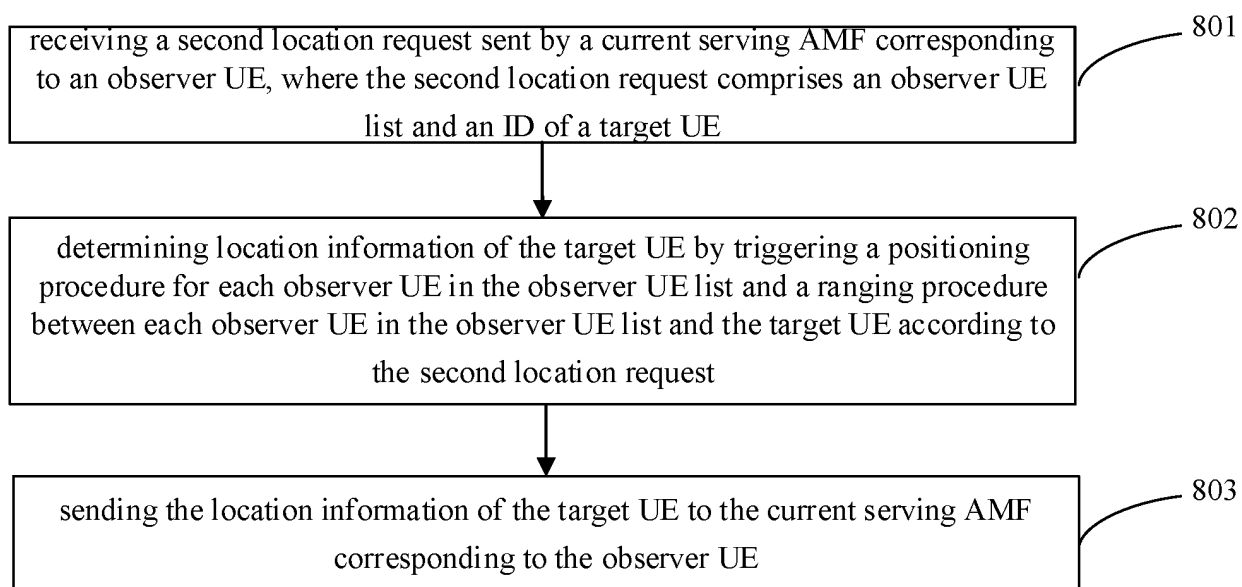 receiving a second location request sent by a current serving AMF corresponding
to an observer UE, where the second location request comprises an observer UE
list and an ID of a target UE
801
determining location information of the target UE by triggering a positioning
procedure for each observer UE in the observer UE list and a ranging procedure
between each observer UE in the observer UE list and the target UE according to
the second location request
802
sending the location information of the target UE to the current serving AMF
corresponding to the observer UE
803